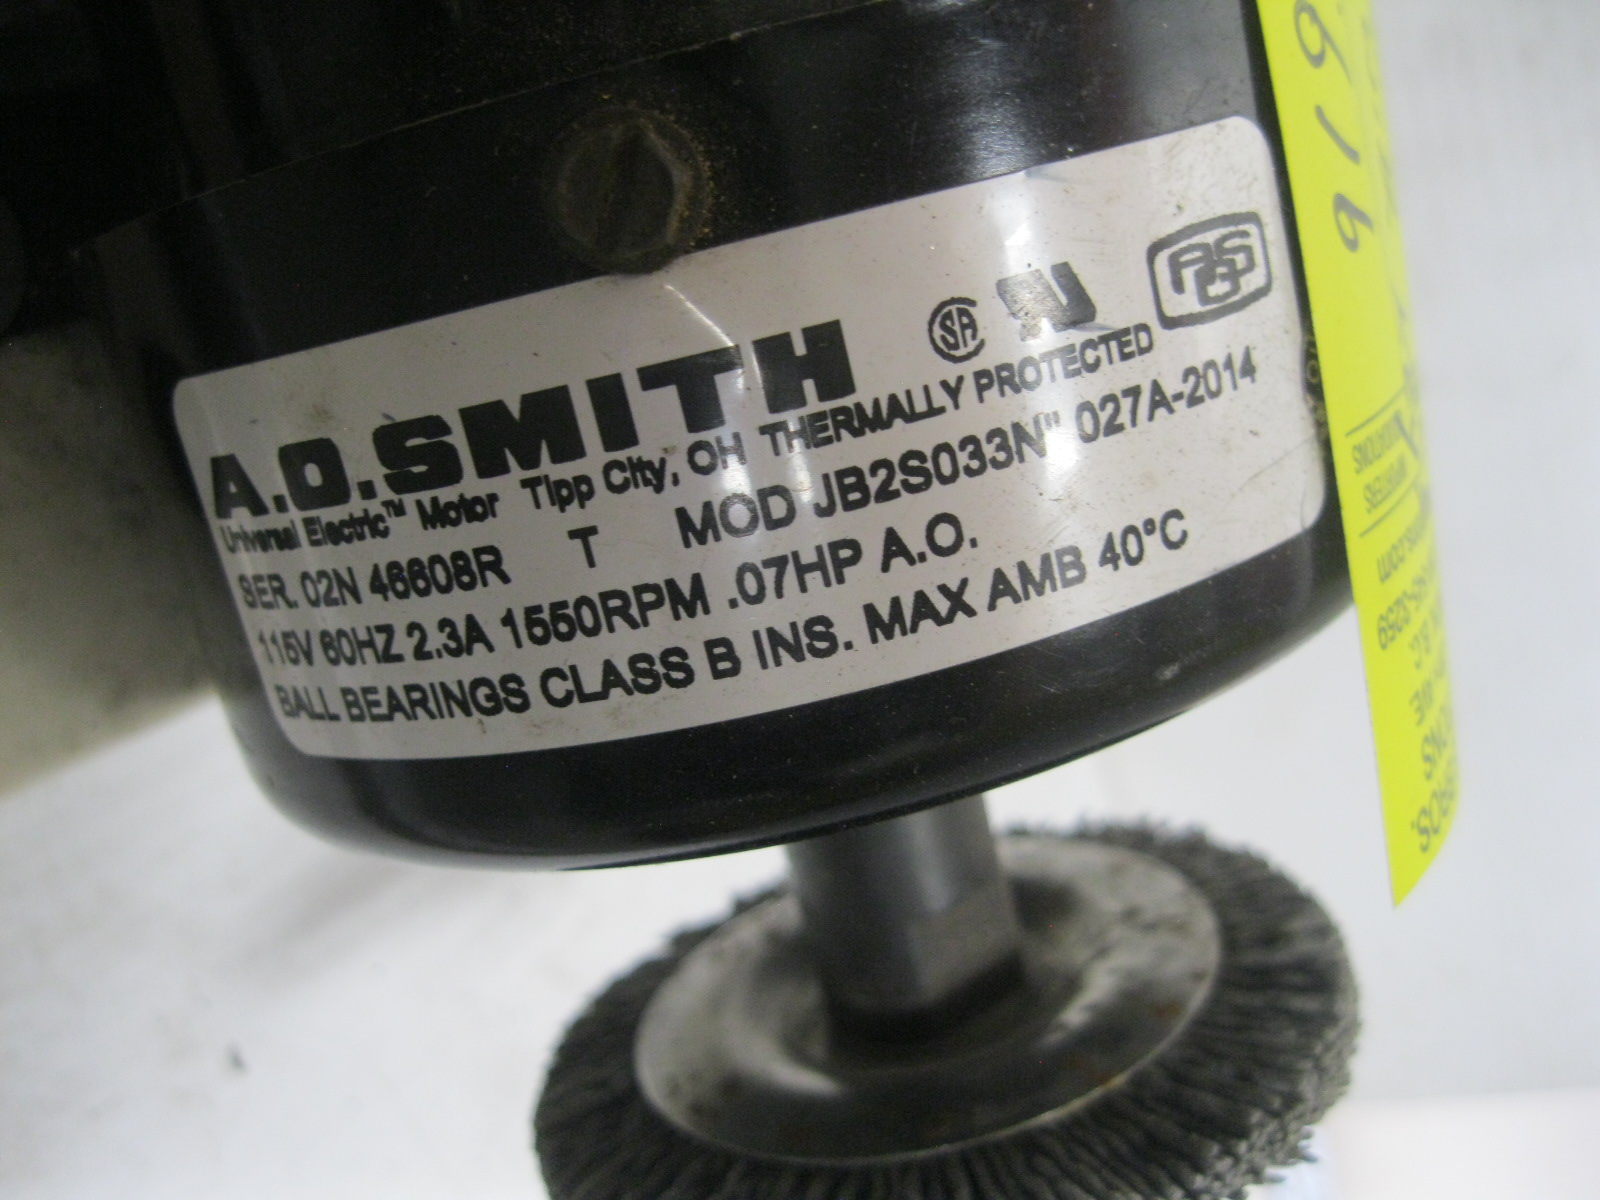 A.O.SMITH
Universal Electric™ Motor Tipp City, OH THERMALLY PROTECTED
SER. 02N 46608R T MOD JB2S033N" 027A-2014
115V 60HZ 2.3A 1550RPM .07HP A.O.
BALL BEARINGS CLASS B INS. MAX AMB 40°C
SA